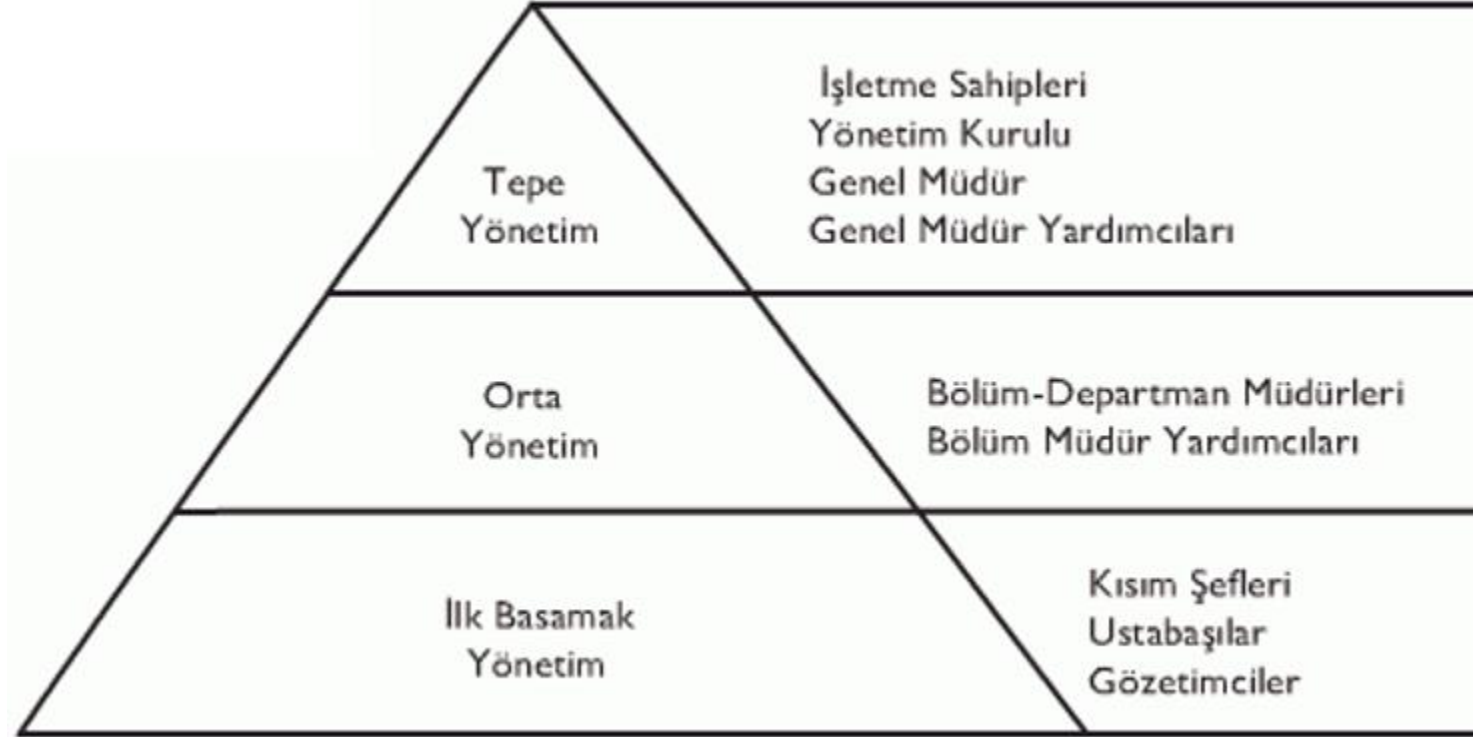 Tepe
Yönetim
İşletme Sahipleri
Yönetim Kurulu
Genel Müdür
Genel Müdür Yardımcıları
Orta
Yönetim
Bölüm-Departman Müdürleri
Bölüm Müdür Yardımcıları
İlk Basamak
Yönetim
Kısım Şefleri
Ustabaşılar
Gözetimciler